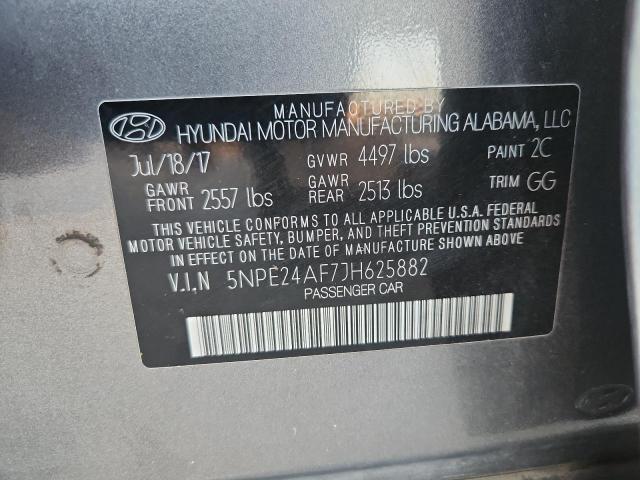 MANUFACTURED BY
HYUNDAI MOTOR MANUFACTURING ALABAMA, LLC
Jul/18/17 GVWR 4497 lbs PAINT 2C
GAWR FRONT 2557 lbs GAWR REAR 2513 lbs TRIM GG
THIS VEHICLE CONFORMS TO ALL APPLICABLE U.S.A. FEDERAL
MOTOR VEHICLE SAFETY, BUMPER, AND THEFT PREVENTION STANDARDS
IN EFFECT ON THE DATE OF MANUFACTURE SHOWN ABOVE.
V.I.N 5NPE24AF7JH625882
PASSENGER CAR